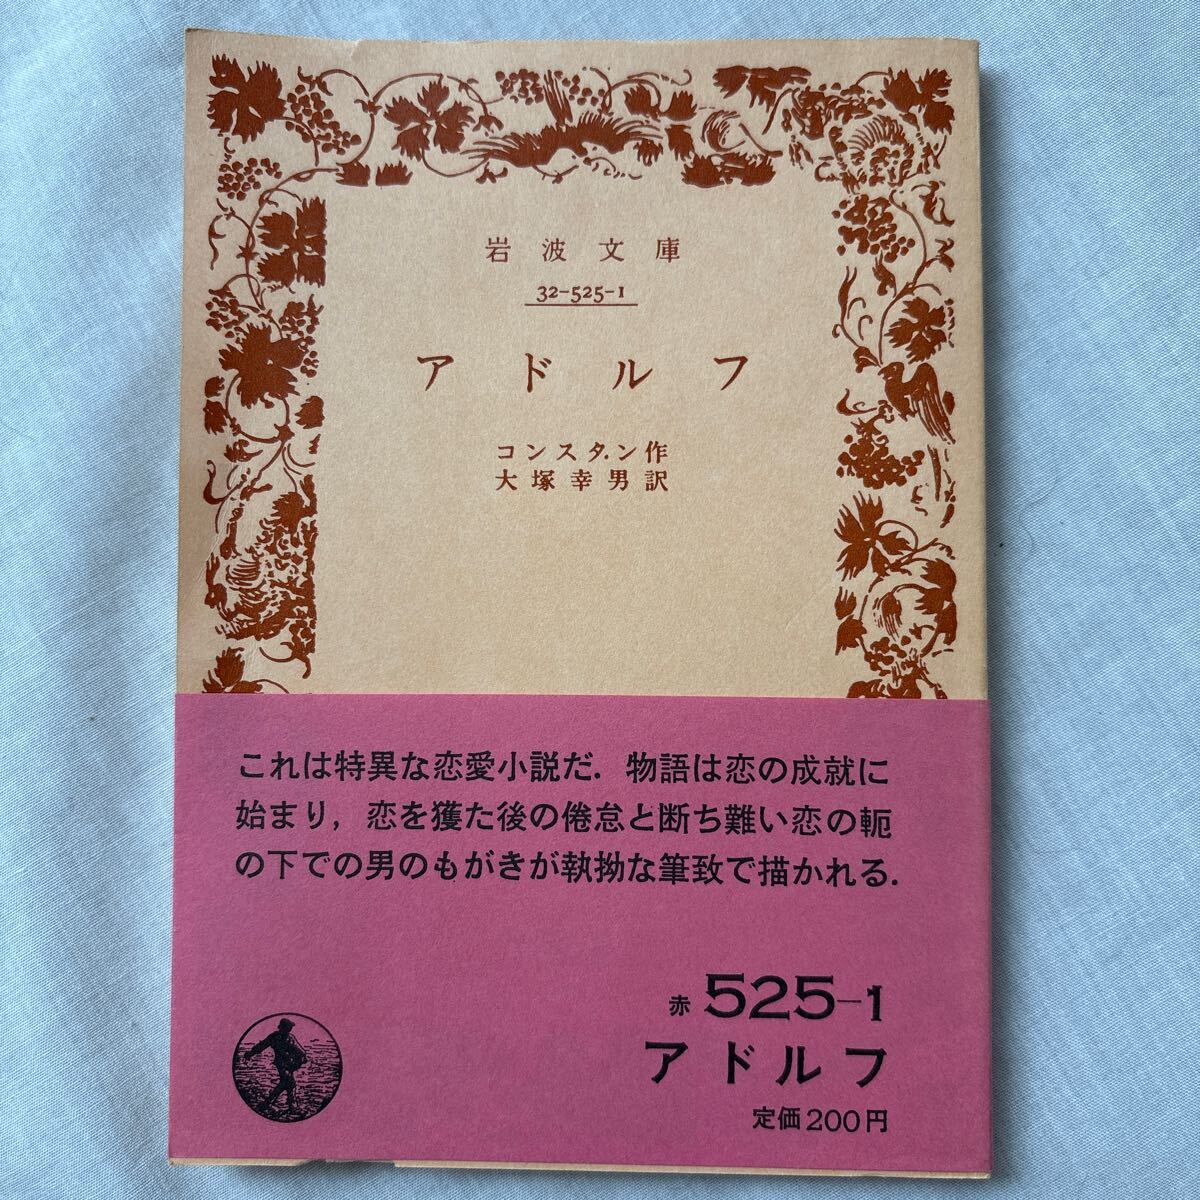 岩波文庫
32-525-1
アドルフ
コンスタン作
大塚幸男訳
これは特異な恋愛小説だ．物語は恋の成就に
始まり，恋を獲た後の倦怠と断ち難い恋の軛
の下での男のもがきが執拗な筆致で描かれる．
赤 525-1
アドルフ
定価200円